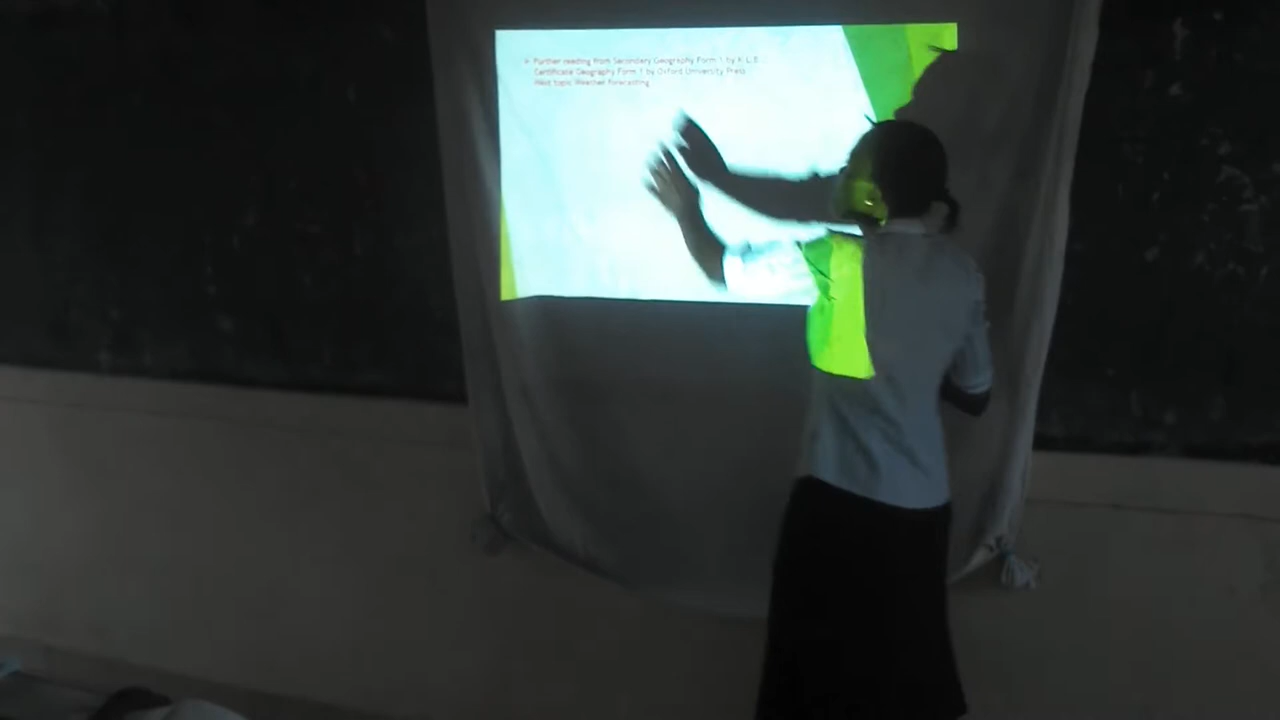 Further reading from Secondary Geography Form 1 by K.L.B
Certificate Geography Form 1 by Oxford University Press
Next topic Weather Forecasting